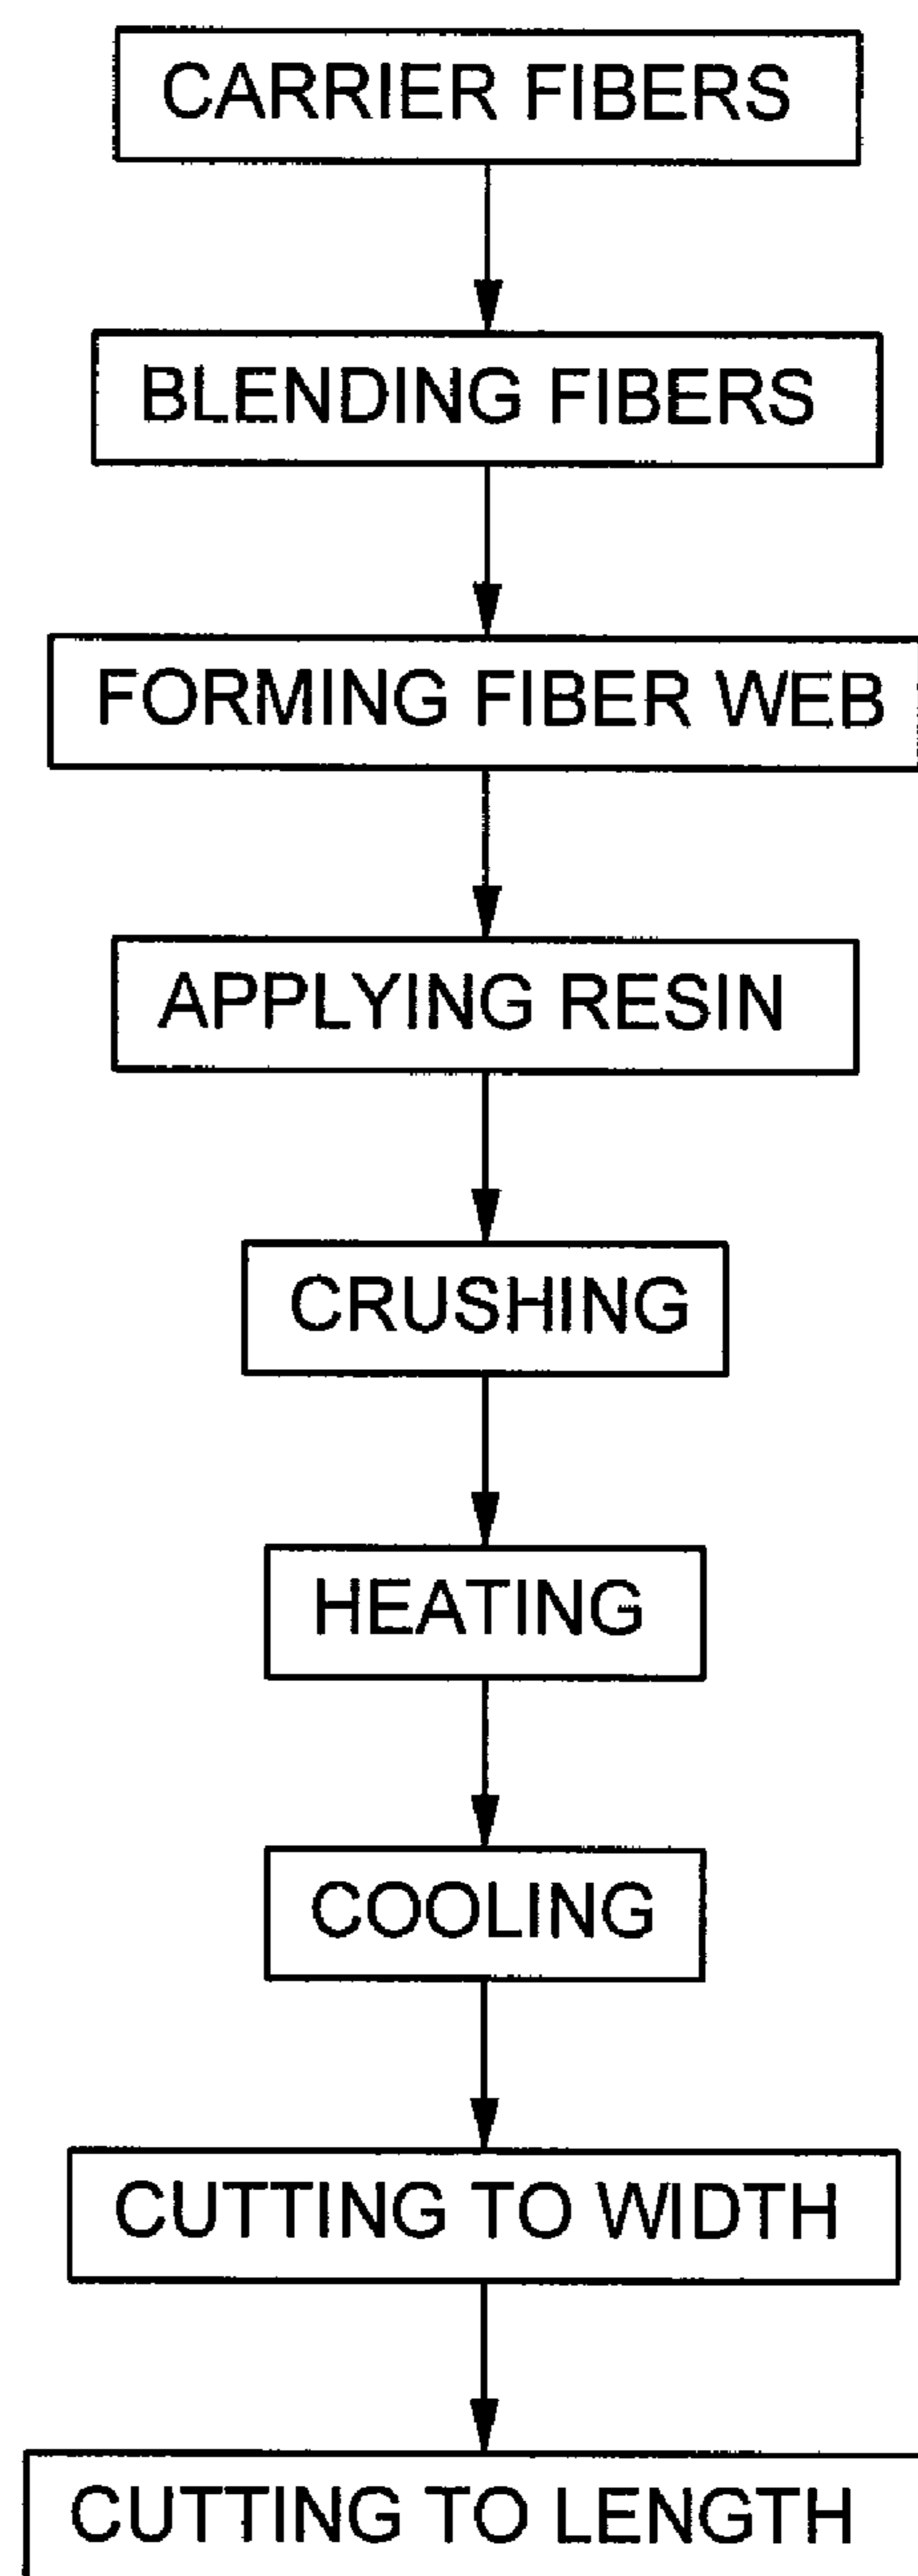 CARRIER FIBERS
BLENDING FIBERS
FORMING FIBER WEB
APPLYING RESIN
CRUSHING
HEATING
COOLING
CUTTING TO WIDTH
CUTTING TO LENGTH